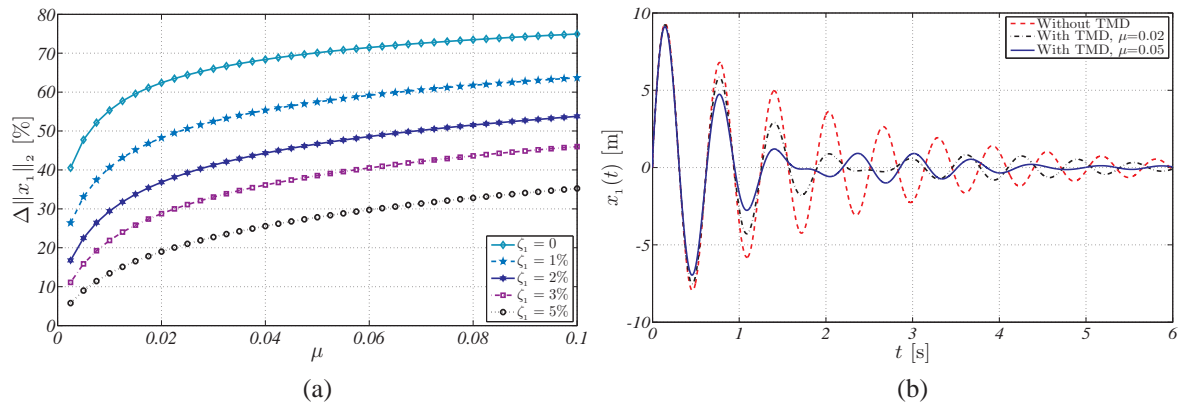 80
70
60
50
40
30
20
10
0
Δ||x₁||ₗ₂ [%]
ζ₁ = 0
ζ₁ = 1%
ζ₁ = 2%
ζ₁ = 3%
ζ₁ = 5%
0 0.02 0.04 0.06 0.08 0.1
μ
(a)
10
5
0
-5
-10
x₁(t) [m]
Without TMD
With TMD, μ=0.02
With TMD, μ=0.05
0 1 2 3 4 5 6
t [s]
(b)